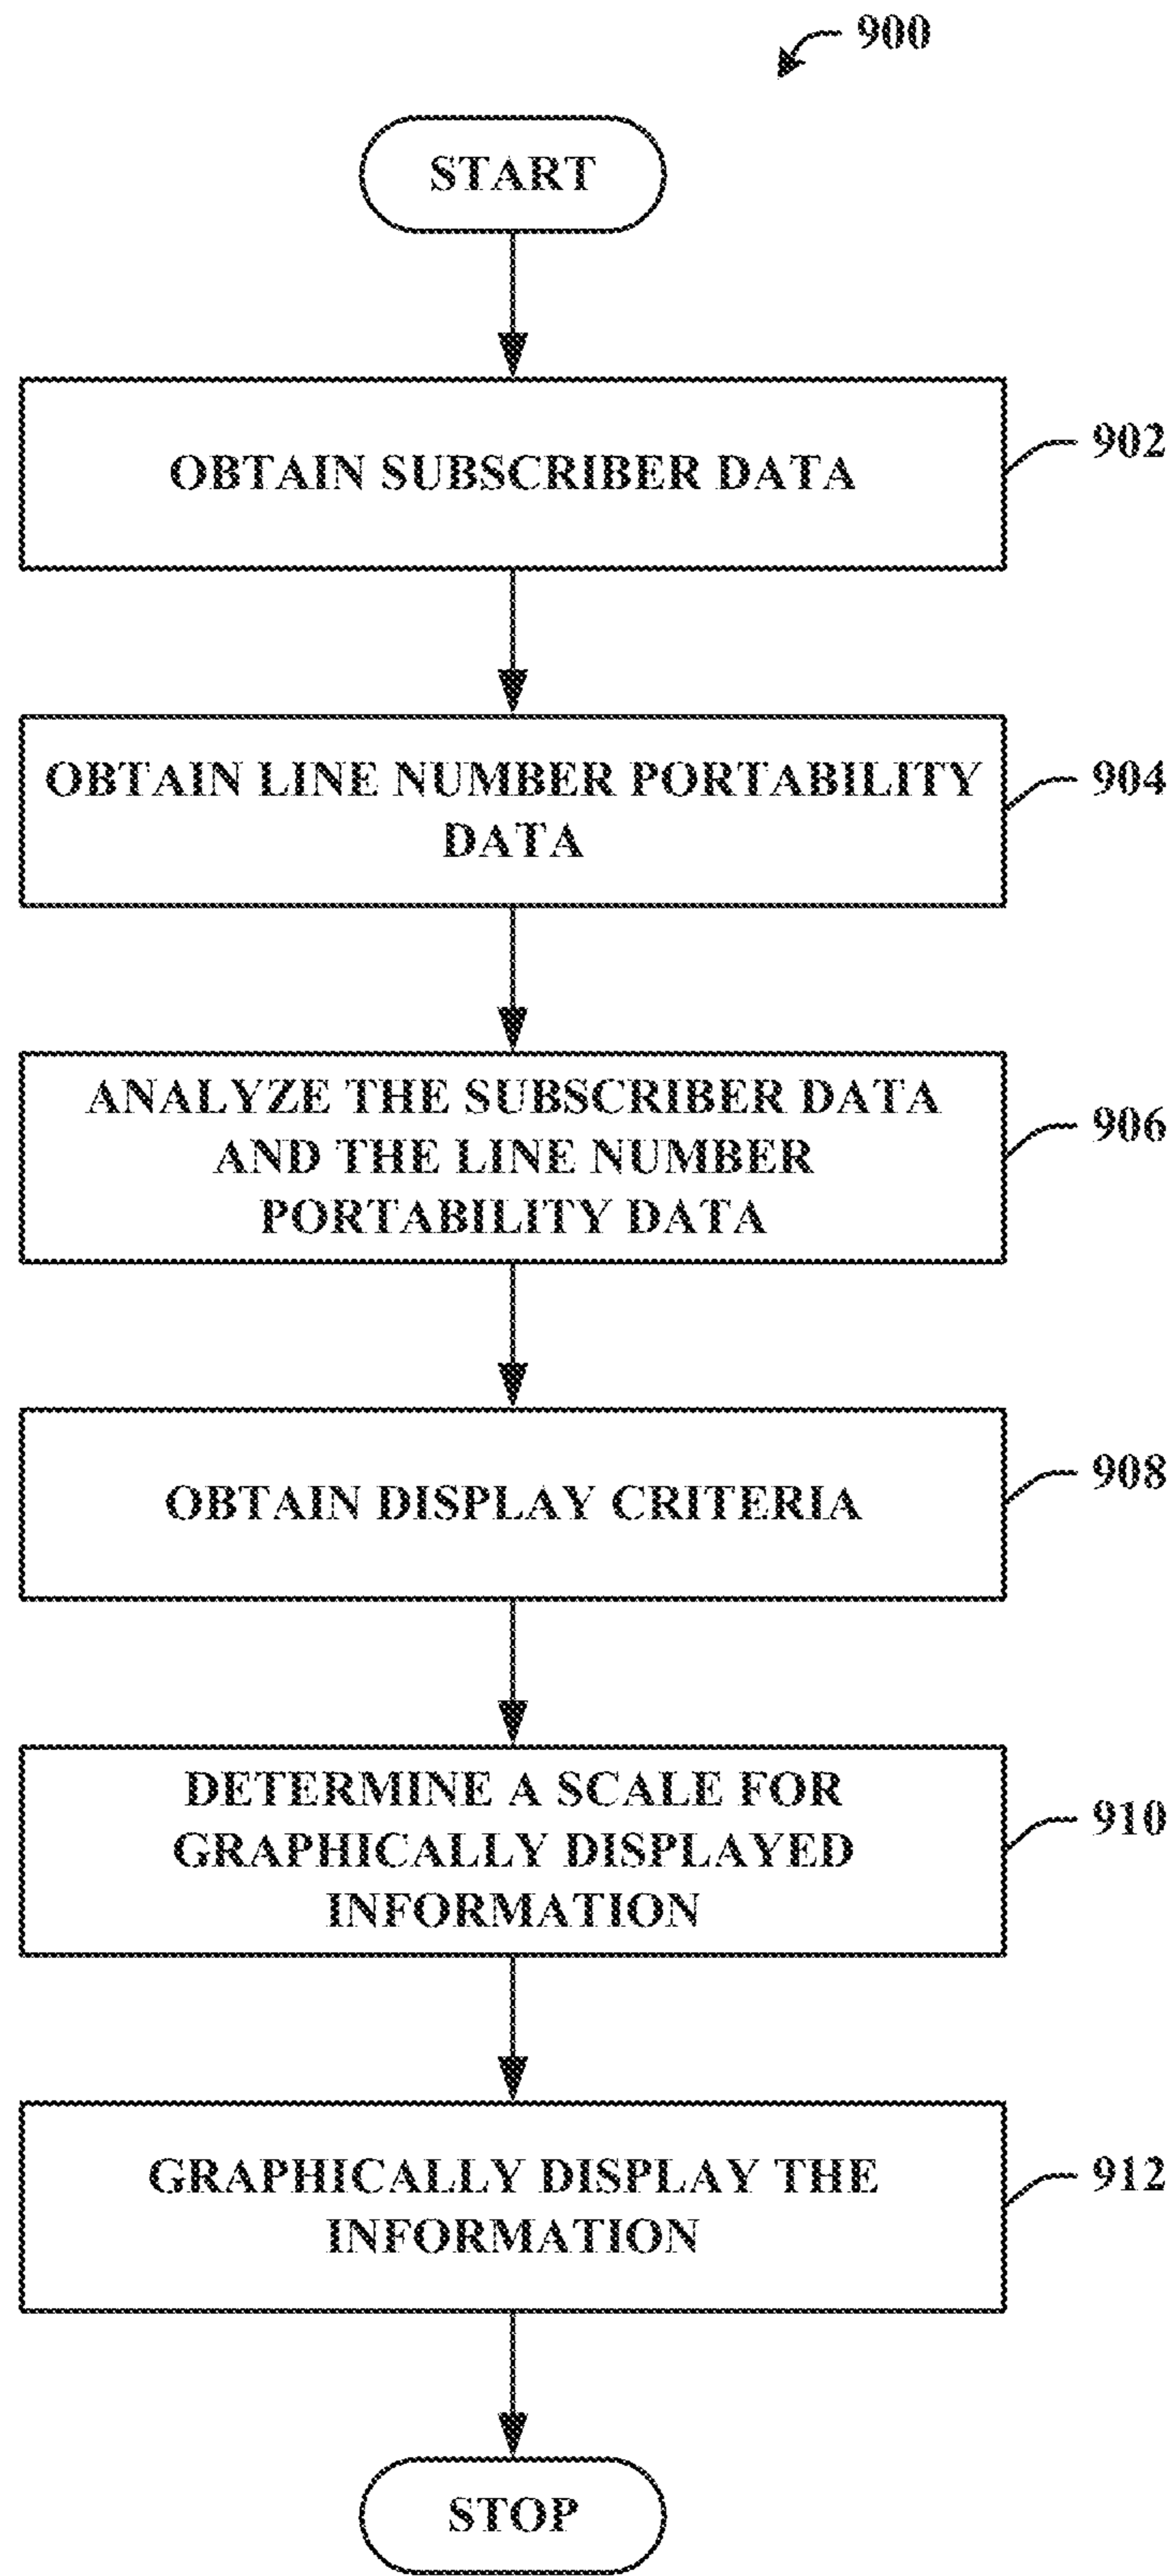 900
START
OBTAIN SUBSCRIBER DATA
902
OBTAIN LINE NUMBER PORTABILITY
DATA
904
ANALYZE THE SUBSCRIBER DATA
AND THE LINE NUMBER
PORTABILITY DATA
906
OBTAIN DISPLAY CRITERIA
908
DETERMINE A SCALE FOR
GRAPHICALLY DISPLAYED
INFORMATION
910
GRAPHICALLY DISPLAY THE
INFORMATION
912
STOP